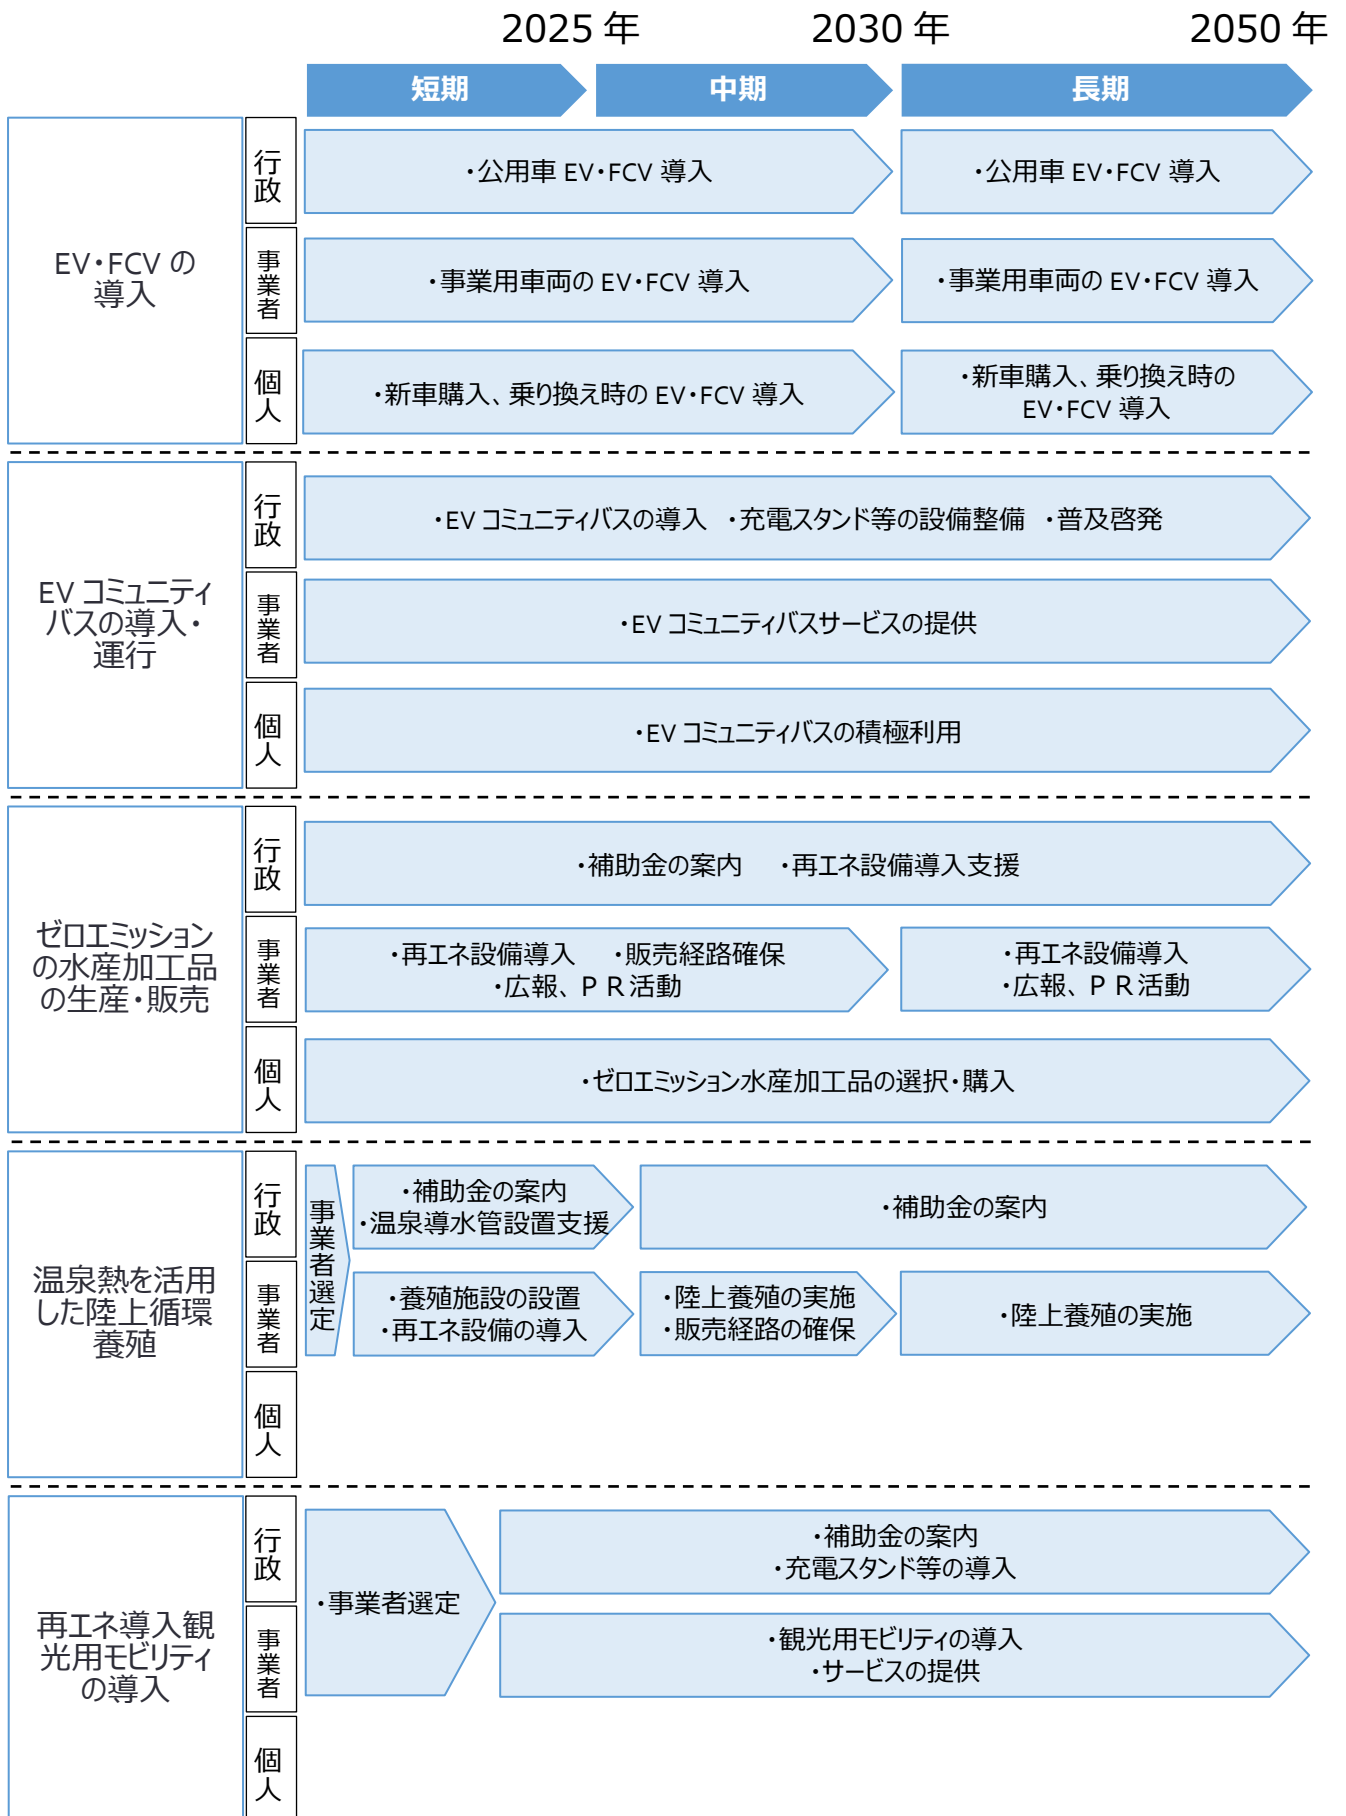 2025 年
2030 年
2050 年
短期
中期
長期
EV・FCV の
導入
行政
・公用車 EV・FCV 導入
・公用車 EV・FCV 導入
事業者
・事業用車両の EV・FCV 導入
・事業用車両の EV・FCV 導入
個人
・新車購入、乗り換え時の EV・FCV 導入
・新車購入、乗り換え時の
EV・FCV 導入
EV コミュニティ
バスの導入・
運行
行政
・EV コミュニティバスの導入 ・充電スタンド等の設備整備 ・普及啓発
事業者
・EV コミュニティバスサービスの提供
個人
・EV コミュニティバスの積極利用
ゼロエミッション
の水産加工品
の生産・販売
行政
・補助金の案内 ・再エネ設備導入支援
事業者
・再エネ設備導入 ・販売経路確保
・広報、ＰＲ活動
・再エネ設備導入
・広報、ＰＲ活動
個人
・ゼロエミッション水産加工品の選択・購入
温泉熱を活用
した陸上循環
養殖
行政
事業者選定
・補助金の案内
・温泉導水管設置支援
・補助金の案内
事業者
・養殖施設の設置
・再エネ設備の導入
・陸上養殖の実施
・販売経路の確保
・陸上養殖の実施
個人
再エネ導入観
光用モビリティ
の導入
行政
・事業者選定
・補助金の案内
・充電スタンド等の導入
事業者
・観光用モビリティの導入
・サービスの提供
個人